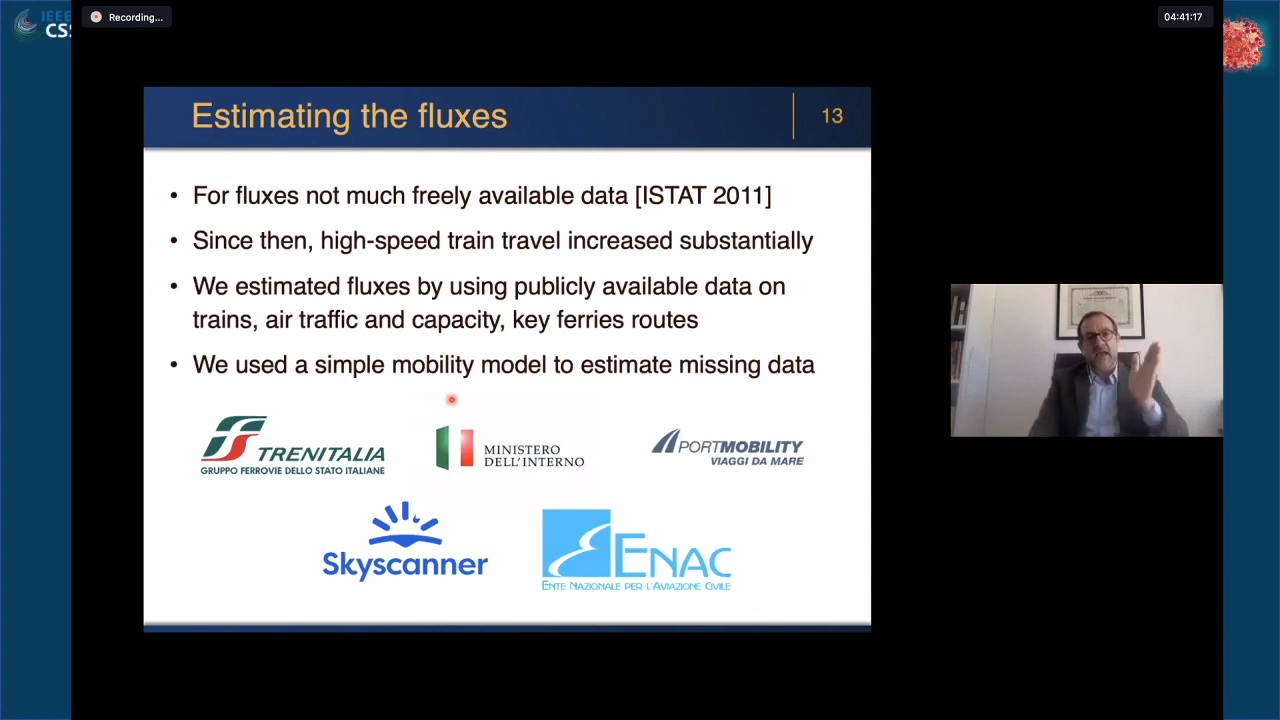 IEEE
CSS
Recording...
04:41:17
Estimating the fluxes
13
• For fluxes not much freely available data [ISTAT 2011]
• Since then, high-speed train travel increased substantially
• We estimated fluxes by using publicly available data on
trains, air traffic and capacity, key ferries routes
• We used a simple mobility model to estimate missing data
TRENITALIA
GRUPPO FERROVIE DELLO STATO ITALIANE
MINISTERO
DELL'INTERNO
PORTMOBILITY
VIAGGI DA MARE
Skyscanner
ENAC
ENTE NAZIONALE PER L'AVIAZIONE CIVILE